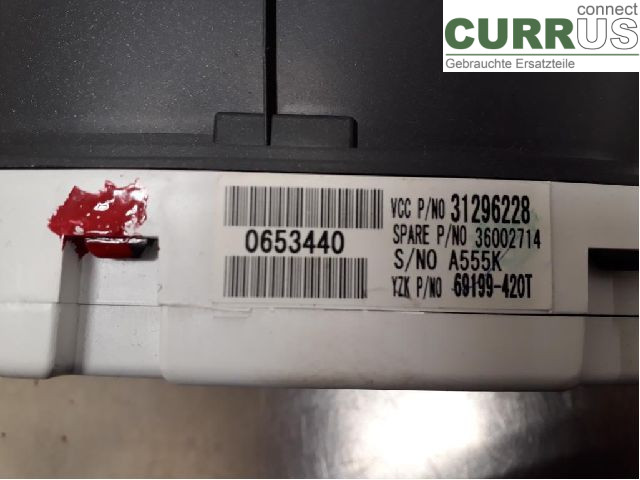 connect
CURRUS
Gebrauchte Ersatzteile
0653440
VCC P/NO 31296228
SPARE P/NO 36002714
S/NO A555K
YZK P/NO 69199-420T